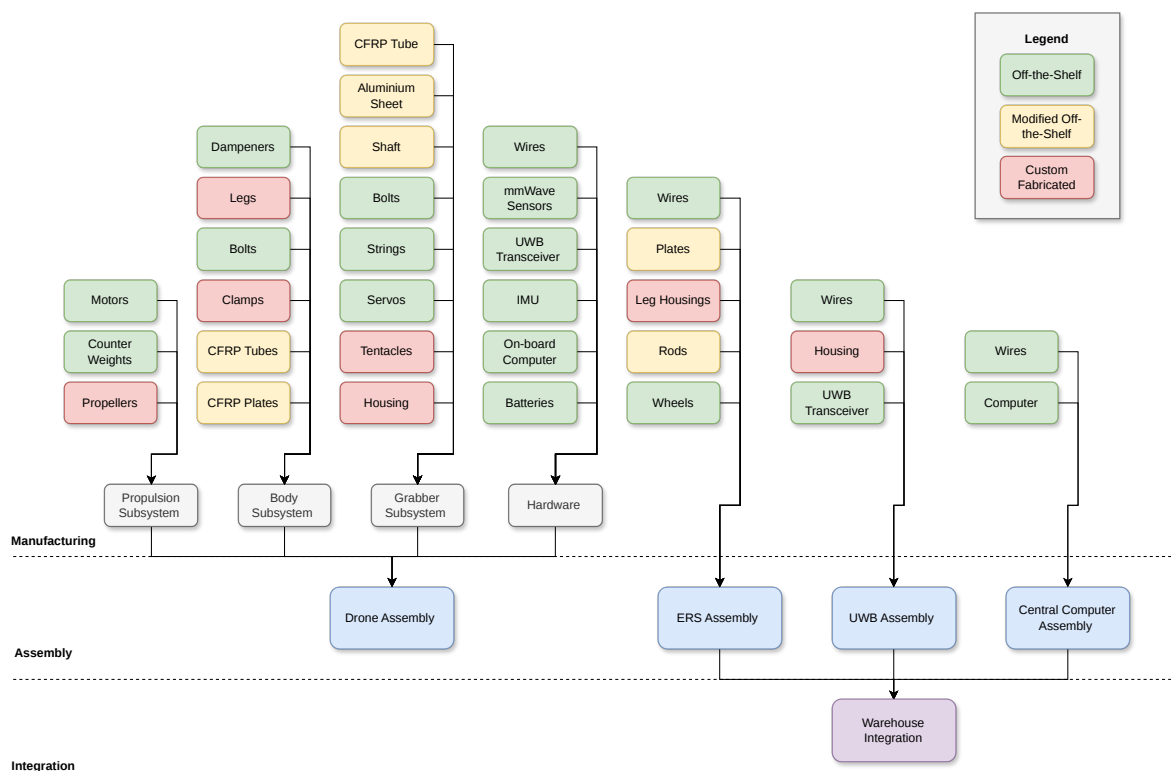 Legend
Off-the-Shelf
Modified Off-
the-Shelf
Custom
Fabricated
Motors
Counter
Weights
Propellers
Propulsion
Subsystem
Dampeners
Legs
Bolts
Clamps
CFRP Tubes
CFRP Plates
Body
Subsystem
CFRP Tube
Aluminium
Sheet
Shaft
Bolts
Strings
Servos
Tentacles
Housing
Grabber
Subsystem
Wires
mmWave
Sensors
UWB
Transceiver
IMU
On-board
Computer
Batteries
Hardware
Wires
Plates
Leg Housings
Rods
Wheels
Wires
Housing
UWB
Transceiver
Wires
Computer
Manufacturing
Drone Assembly
ERS Assembly
UWB Assembly
Central Computer
Assembly
Assembly
Warehouse
Integration
Integration